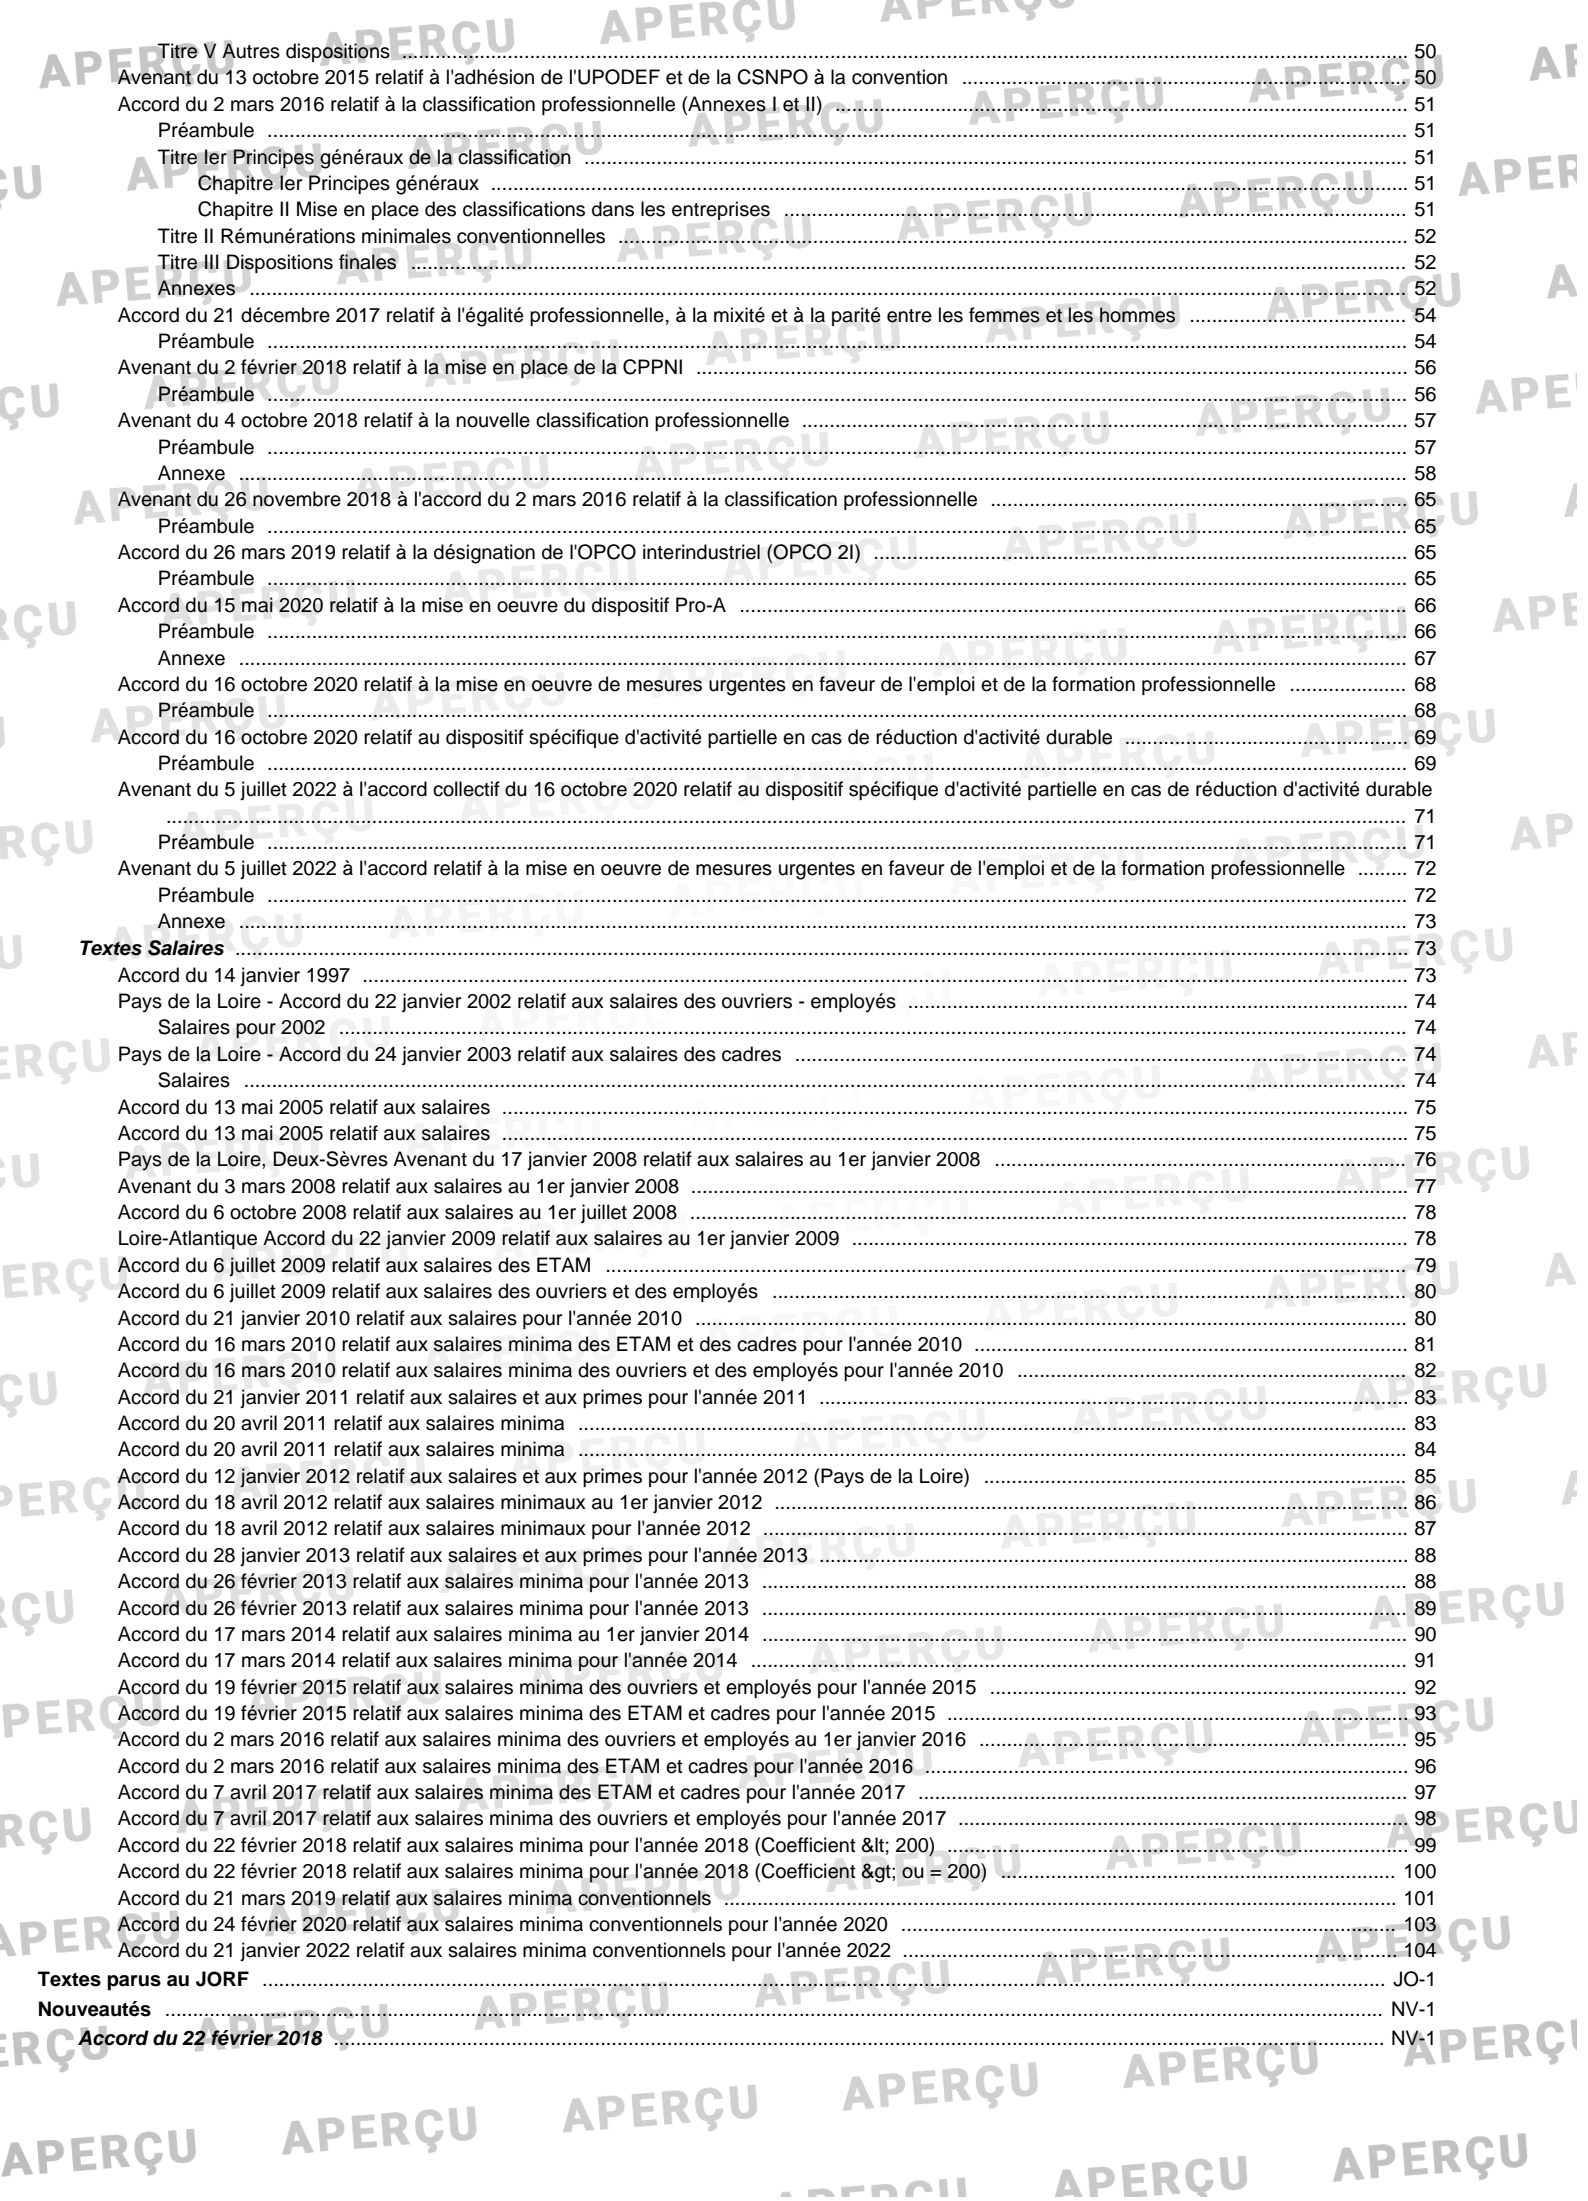 Titre V Autres dispositions ........ 50
Avenant du 13 octobre 2015 relatif à l'adhésion de l'UPODEF et de la CSNPO à la convention ........ 50
Accord du 2 mars 2016 relatif à la classification professionnelle (Annexes I et II) ........ 51
Préambule ........ 51
Titre Ier Principes généraux de la classification ........ 51
Chapitre Ier Principes généraux ........ 51
Chapitre II Mise en place des classifications dans les entreprises ........ 51
Titre II Rémunérations minimales conventionnelles ........ 52
Titre III Dispositions finales ........ 52
Annexes ........ 52
Accord du 21 décembre 2017 relatif à l'égalité professionnelle, à la mixité et à la parité entre les femmes et les hommes ........ 54
Préambule ........ 54
Avenant du 2 février 2018 relatif à la mise en place de la CPPNI ........ 56
Préambule ........ 56
Avenant du 4 octobre 2018 relatif à la nouvelle classification professionnelle ........ 57
Préambule ........ 57
Annexe ........ 58
Avenant du 26 novembre 2018 à l'accord du 2 mars 2016 relatif à la classification professionnelle ........ 65
Préambule ........ 65
Accord du 26 mars 2019 relatif à la désignation de l'OPCO interindustriel (OPCO 2I) ........ 65
Préambule ........ 65
Accord du 15 mai 2020 relatif à la mise en oeuvre du dispositif Pro-A ........ 66
Préambule ........ 66
Annexe ........ 67
Accord du 16 octobre 2020 relatif à la mise en oeuvre de mesures urgentes en faveur de l'emploi et de la formation professionnelle ........ 68
Préambule ........ 68
Accord du 16 octobre 2020 relatif au dispositif spécifique d'activité partielle en cas de réduction d'activité durable ........ 69
Préambule ........ 69
Avenant du 5 juillet 2022 à l'accord collectif du 16 octobre 2020 relatif au dispositif spécifique d'activité partielle en cas de réduction d'activité durable
........ 71
Préambule ........ 71
Avenant du 5 juillet 2022 à l'accord relatif à la mise en oeuvre de mesures urgentes en faveur de l'emploi et de la formation professionnelle ........ 72
Préambule ........ 72
Annexe ........ 73
Textes Salaires ........ 73
Accord du 14 janvier 1997 ........ 73
Pays de la Loire - Accord du 22 janvier 2002 relatif aux salaires des ouvriers - employés ........ 74
Salaires pour 2002 ........ 74
Pays de la Loire - Accord du 24 janvier 2003 relatif aux salaires des cadres ........ 74
Salaires ........ 74
Accord du 13 mai 2005 relatif aux salaires ........ 75
Accord du 13 mai 2005 relatif aux salaires ........ 75
Pays de la Loire, Deux-Sèvres Avenant du 17 janvier 2008 relatif aux salaires au 1er janvier 2008 ........ 76
Avenant du 3 mars 2008 relatif aux salaires au 1er janvier 2008 ........ 77
Accord du 6 octobre 2008 relatif aux salaires au 1er juillet 2008 ........ 78
Loire-Atlantique Accord du 22 janvier 2009 relatif aux salaires au 1er janvier 2009 ........ 78
Accord du 6 juillet 2009 relatif aux salaires des ETAM ........ 79
Accord du 6 juillet 2009 relatif aux salaires des ouvriers et des employés ........ 80
Accord du 21 janvier 2010 relatif aux salaires pour l'année 2010 ........ 80
Accord du 16 mars 2010 relatif aux salaires minima des ETAM et des cadres pour l'année 2010 ........ 81
Accord du 16 mars 2010 relatif aux salaires minima des ouvriers et des employés pour l'année 2010 ........ 82
Accord du 21 janvier 2011 relatif aux salaires et aux primes pour l'année 2011 ........ 83
Accord du 20 avril 2011 relatif aux salaires minima ........ 83
Accord du 20 avril 2011 relatif aux salaires minima ........ 84
Accord du 12 janvier 2012 relatif aux salaires et aux primes pour l'année 2012 (Pays de la Loire) ........ 85
Accord du 18 avril 2012 relatif aux salaires minimaux au 1er janvier 2012 ........ 86
Accord du 18 avril 2012 relatif aux salaires minimaux pour l'année 2012 ........ 87
Accord du 28 janvier 2013 relatif aux salaires et aux primes pour l'année 2013 ........ 88
Accord du 26 février 2013 relatif aux salaires minima pour l'année 2013 ........ 88
Accord du 26 février 2013 relatif aux salaires minima pour l'année 2013 ........ 89
Accord du 17 mars 2014 relatif aux salaires minima au 1er janvier 2014 ........ 90
Accord du 17 mars 2014 relatif aux salaires minima pour l'année 2014 ........ 91
Accord du 19 février 2015 relatif aux salaires minima des ouvriers et employés pour l'année 2015 ........ 92
Accord du 19 février 2015 relatif aux salaires minima des ETAM et cadres pour l'année 2015 ........ 93
Accord du 2 mars 2016 relatif aux salaires minima des ouvriers et employés au 1er janvier 2016 ........ 95
Accord du 2 mars 2016 relatif aux salaires minima des ETAM et cadres pour l'année 2016 ........ 96
Accord du 7 avril 2017 relatif aux salaires minima des ETAM et cadres pour l'année 2017 ........ 97
Accord du 7 avril 2017 relatif aux salaires minima des ouvriers et employés pour l'année 2017 ........ 98
Accord du 22 février 2018 relatif aux salaires minima pour l'année 2018 (Coefficient &lt; 200) ........ 99
Accord du 22 février 2018 relatif aux salaires minima pour l'année 2018 (Coefficient &gt; ou = 200) ........ 100
Accord du 21 mars 2019 relatif aux salaires minima conventionnels ........ 101
Accord du 24 février 2020 relatif aux salaires minima conventionnels pour l'année 2020 ........ 103
Accord du 21 janvier 2022 relatif aux salaires minima conventionnels pour l'année 2022 ........ 104
Textes parus au JORF ........ JO-1
Nouveautés ........ NV-1
Accord du 22 février 2018 ........ NV-1
APERÇU